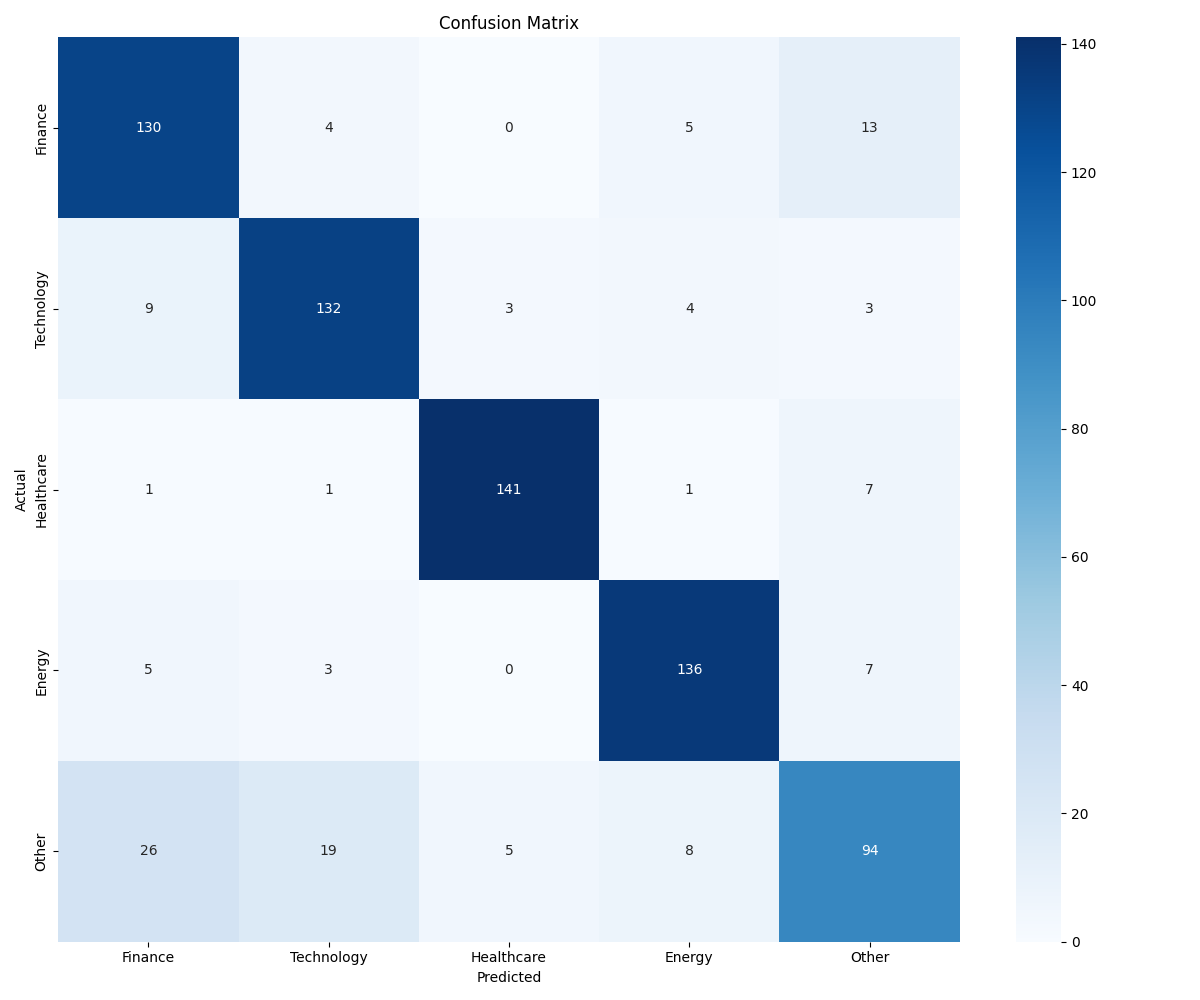 Confusion Matrix
Finance 130 4 0 5 13
Technology 9 132 3 4 3
Healthcare 1 1 141 1 7
Energy 5 3 0 136 7
Other 26 19 5 8 94
Actual
Finance Technology Healthcare Energy Other
Predicted
140
120
100
80
60
40
20
0